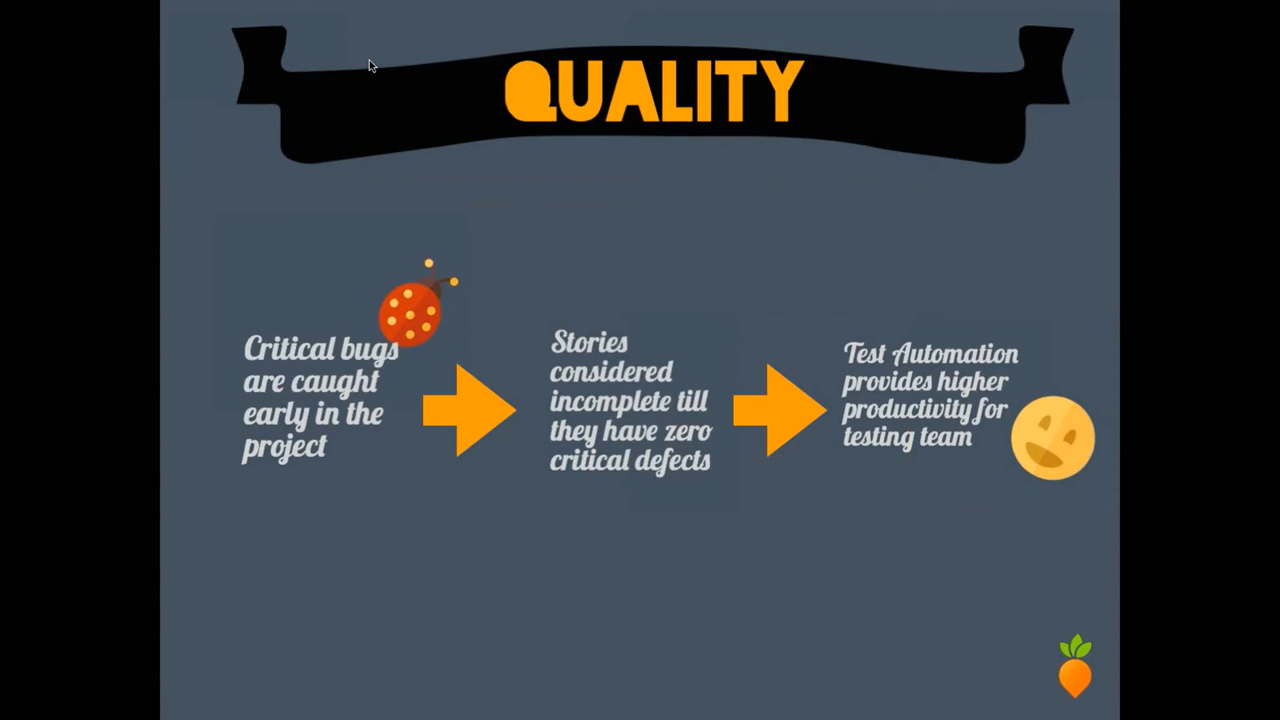 QUALITY
Critical bugs
are caught
early in the
project
Stories
considered
incomplete till
they have zero
critical defects
Test Automation
provides higher
productivity for
testing team